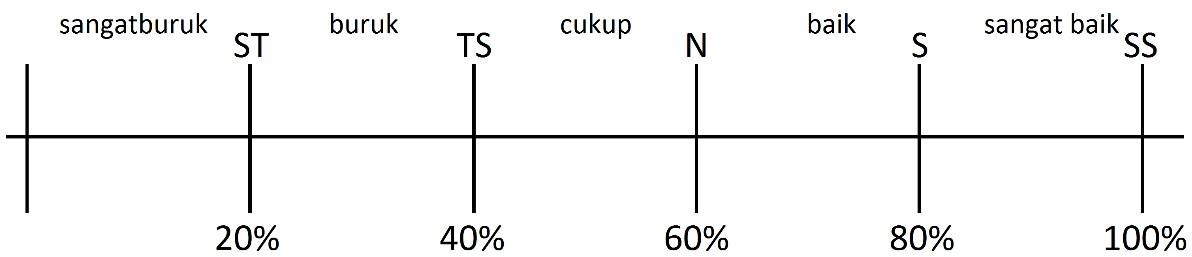 sangatburuk buruk cukup baik sangat baik
ST TS N S SS
20% 40% 60% 80% 100%